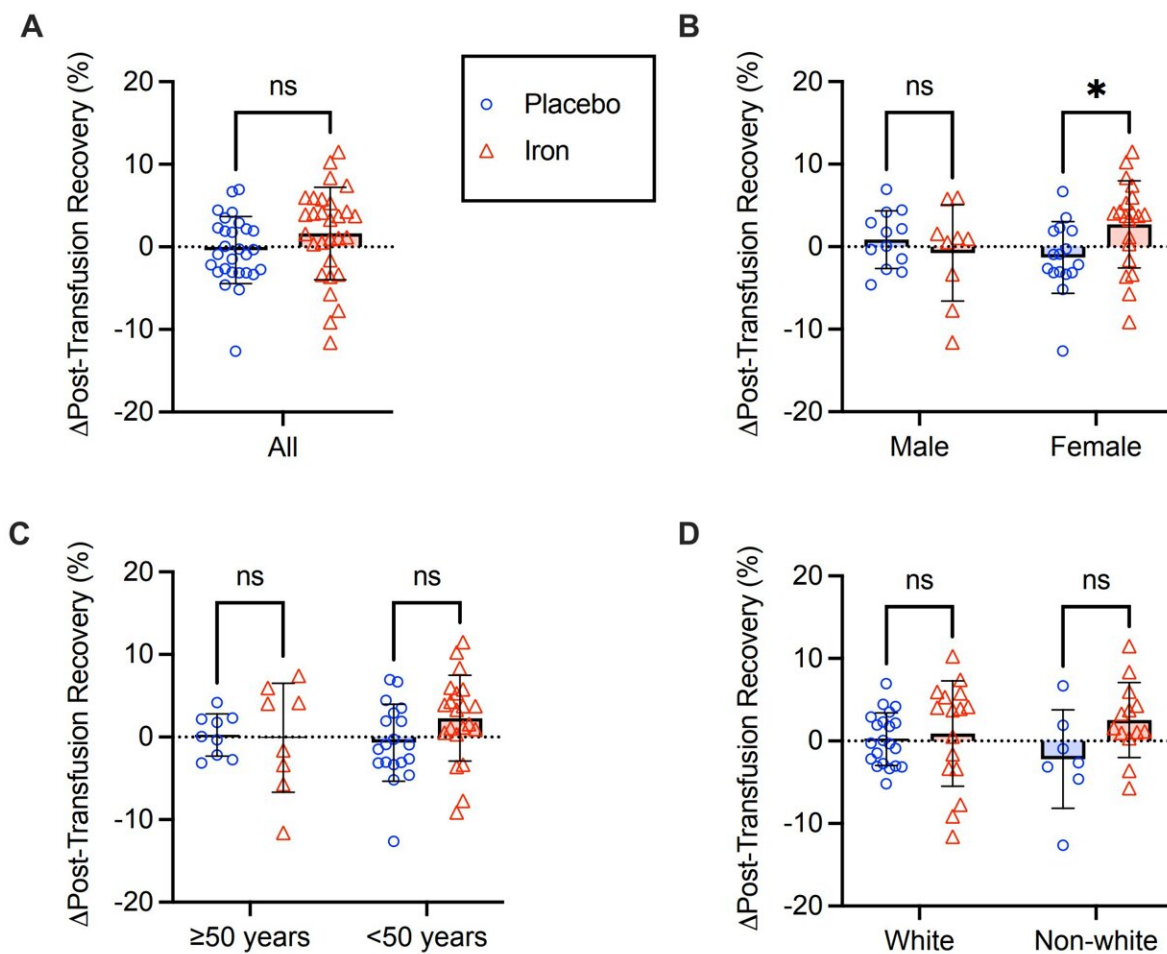 A
ΔPost-Transfusion Recovery (%)
20
10
0
-10
-20
ns
All
Placebo
Iron
B
ΔPost-Transfusion Recovery (%)
20
10
0
-10
-20
ns
*
Male
Female
C
ΔPost-Transfusion Recovery (%)
20
10
0
-10
-20
ns
ns
≥50 years
<50 years
D
ΔPost-Transfusion Recovery (%)
20
10
0
-10
-20
ns
ns
White
Non-white